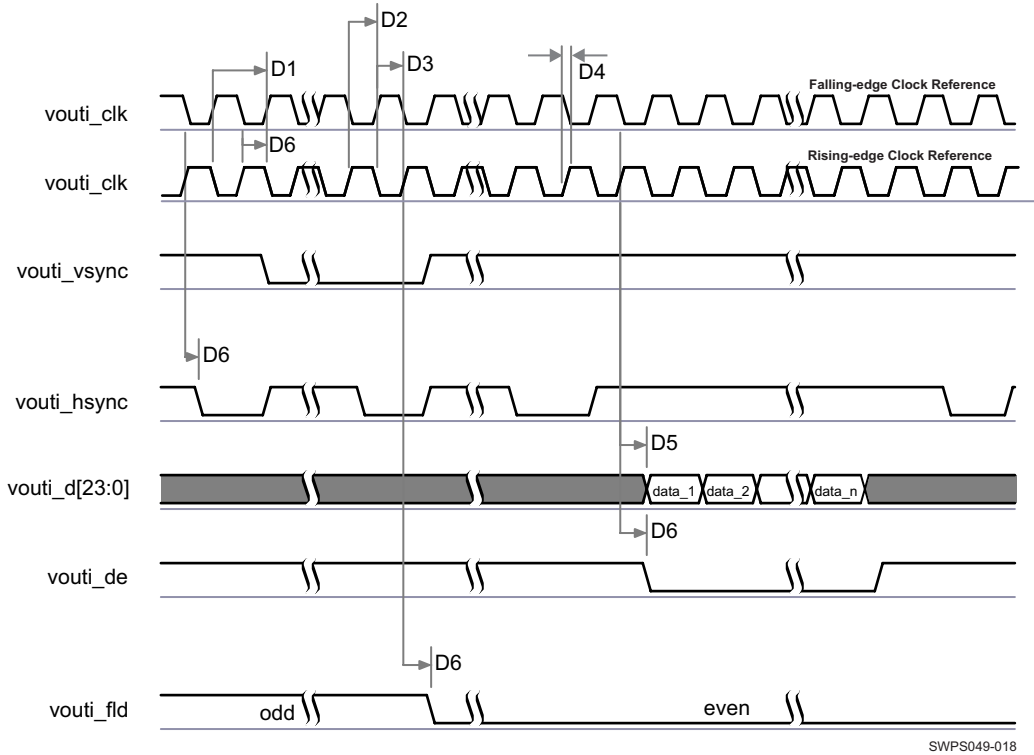 D2
D1
D3
D4
Falling-edge Clock Reference
vouti_clk
D6
Rising-edge Clock Reference
vouti_clk
vouti_vsync
D6
vouti_hsync
D5
vouti_d[23:0]
data_1 data_2 data_n
D6
vouti_de
D6
vouti_fld
odd even
SWPS049-018